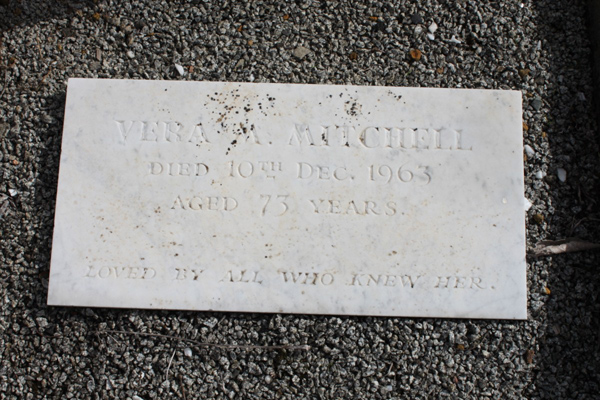 VERA A. MITCHELL
DIED 10TH DEC. 1963
AGED 73 YEARS.
LOVED BY ALL WHO KNEW HER.